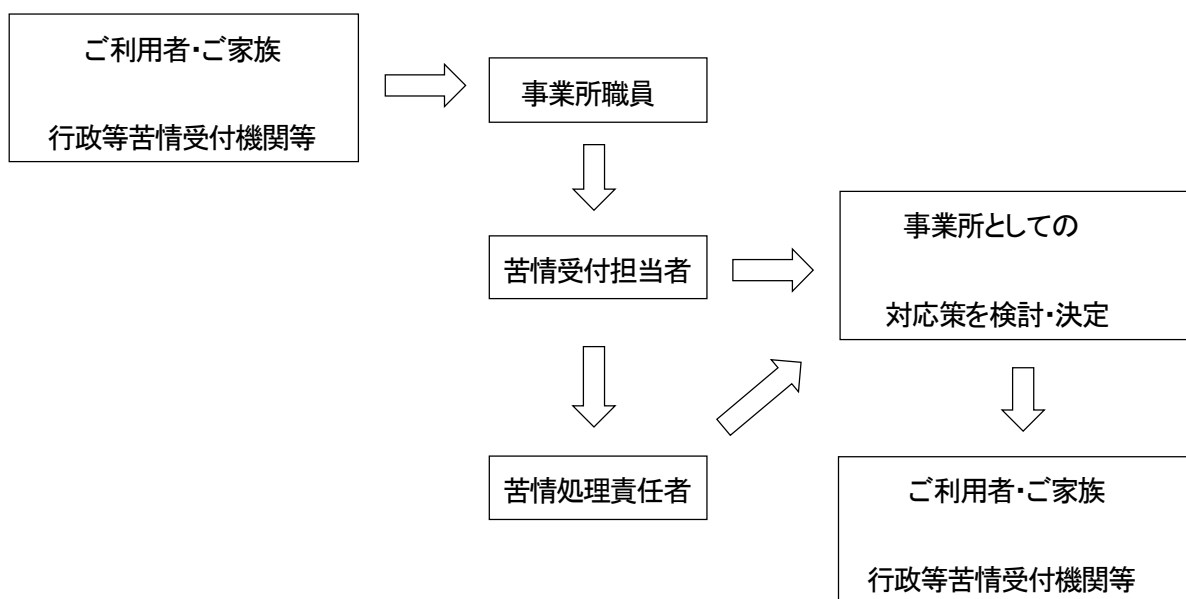 ご利用者・ご家族
行政等苦情受付機関等
事業所職員
苦情受付担当者
事業所としての
対応策を検討・決定
苦情処理責任者
ご利用者・ご家族
行政等苦情受付機関等